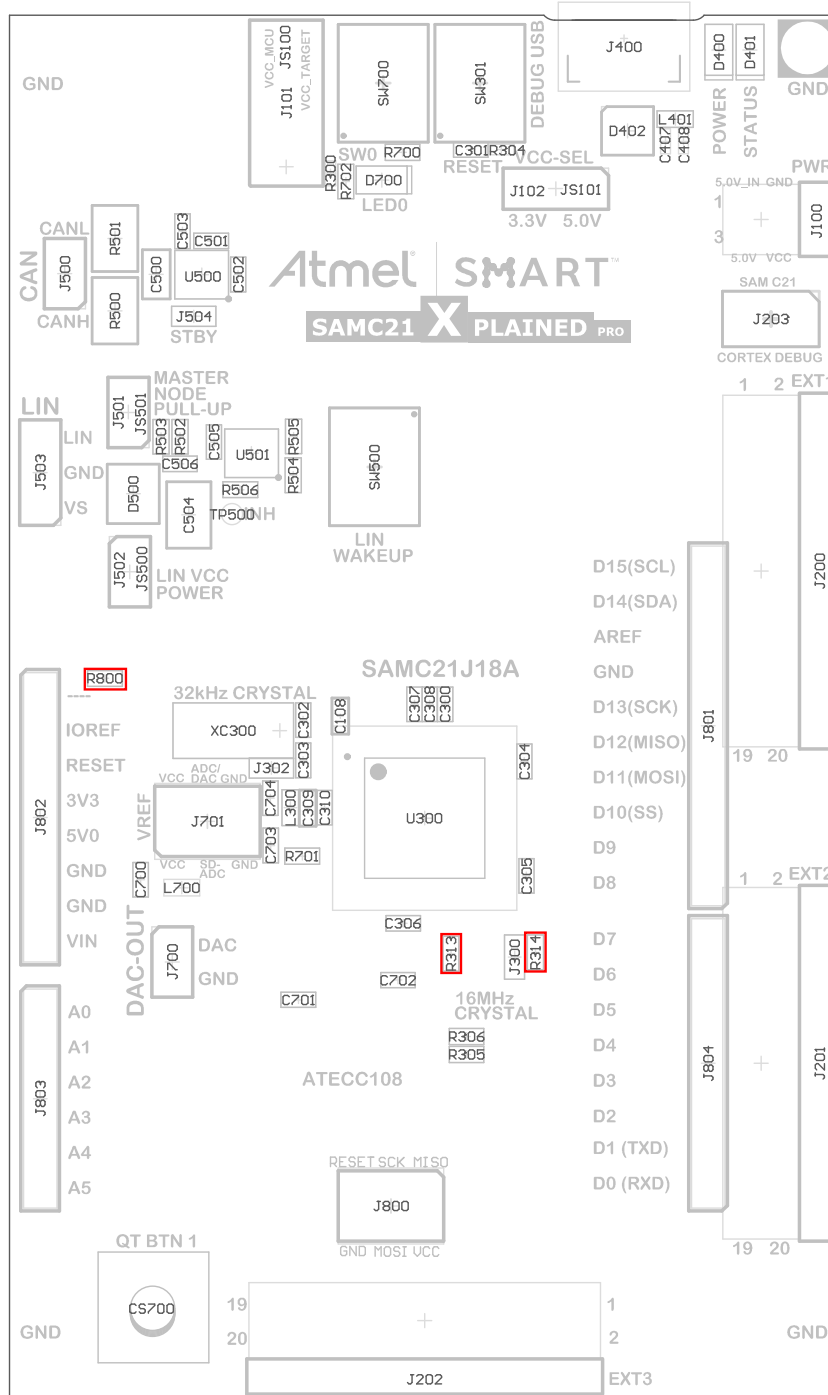 GND
VCC_MCU
J101 JS100
VCC_TARGET
SW700
SW301
DEBUG USB
J400
D400
D401
POWER
STATUS
GND
SW0
R700
C301
R304
RESET
D402
L401
C407
C408
VCC-SEL
R300
R702
D700
LED0
J102
JS101
3.3V 5.0V
PWR
5.0V_IN GND
1
3
J100
5.0V VCC
CAN
CANL
J500
CANH
R501
R500
C500
C503
C501
U500
C502
J504
STBY
Atmel SMART™
SAMC21 XPLAINED PRO
SAM C21
J203
CORTEX DEBUG
1 2 EXT1
J200
19 20
LIN
J503
LIN
GND
VS
J501
JS501
MASTER
NODE
PULL-UP
R503
R502
C506
C505
U501
R505
R504
R506
D500
C504
TP500
INH
SW500
LIN
WAKEUP
J502
JS500
LIN VCC
POWER
D15(SCL)
D14(SDA)
AREF
GND
D13(SCK)
D12(MISO)
D11(MOSI)
D10(SS)
D9
D8
J801
R800
----
IOREF
RESET
3V3
5V0
GND
GND
VIN
J802
32kHz CRYSTAL
XC300
C302
C303
J302
C108
SAMC21J18A
C307
C308
C300
C304
U300
C305
C306
ADC/
VCC DAC GND
VREF
J701
VCC SD- GND
ADC
C704
C703
L300
C309
C310
R701
C700
L700
DAC-OUT
J700
DAC
GND
C701
C702
R313
J300
R314
16MHz
CRYSTAL
R306
R305
ATECC108
1 2 EXT2
J201
19 20
D7
D6
D5
D4
D3
D2
D1 (TXD)
D0 (RXD)
J804
J803
A0
A1
A2
A3
A4
A5
RESET SCK MISO
J800
GND MOSI VCC
QT BTN 1
CS700
GND
19
20
1
2
J202
EXT3
GND